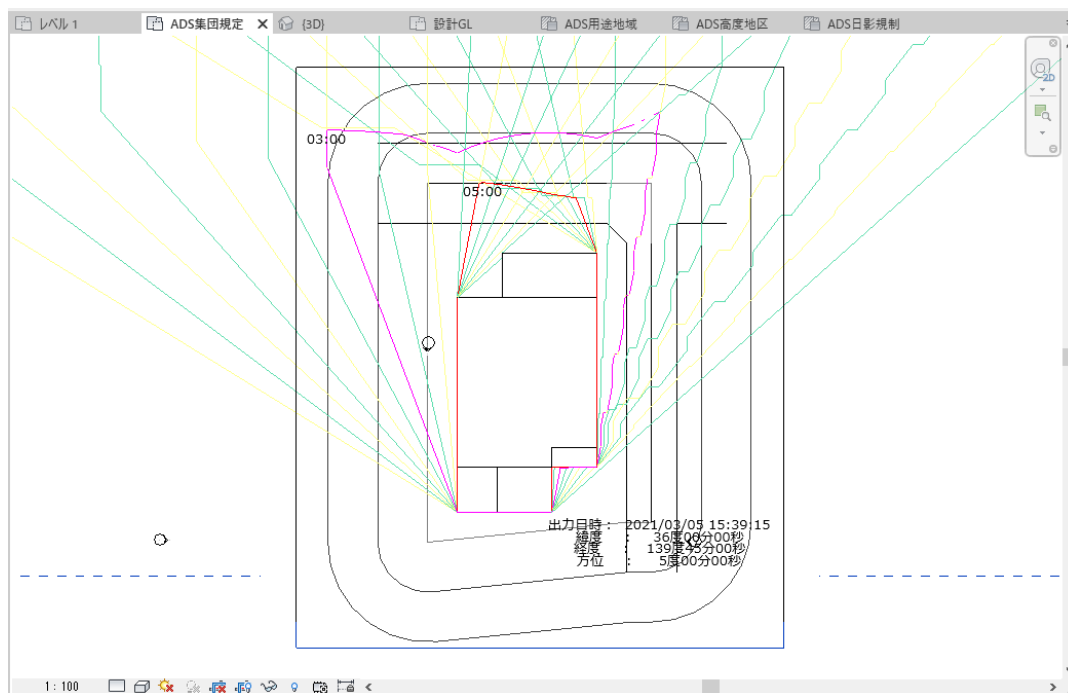 レベル 1 ADS集団規定 {3D} 設計GL ADS用途地域 ADS高度地区 ADS日影規制
2D
03:00
05:00
出力日時： 2021/03/05 15:39:15
緯度 ： 36度00分00秒
経度 ： 139度45分00秒
方位 ： 5度00分00秒
1 : 100